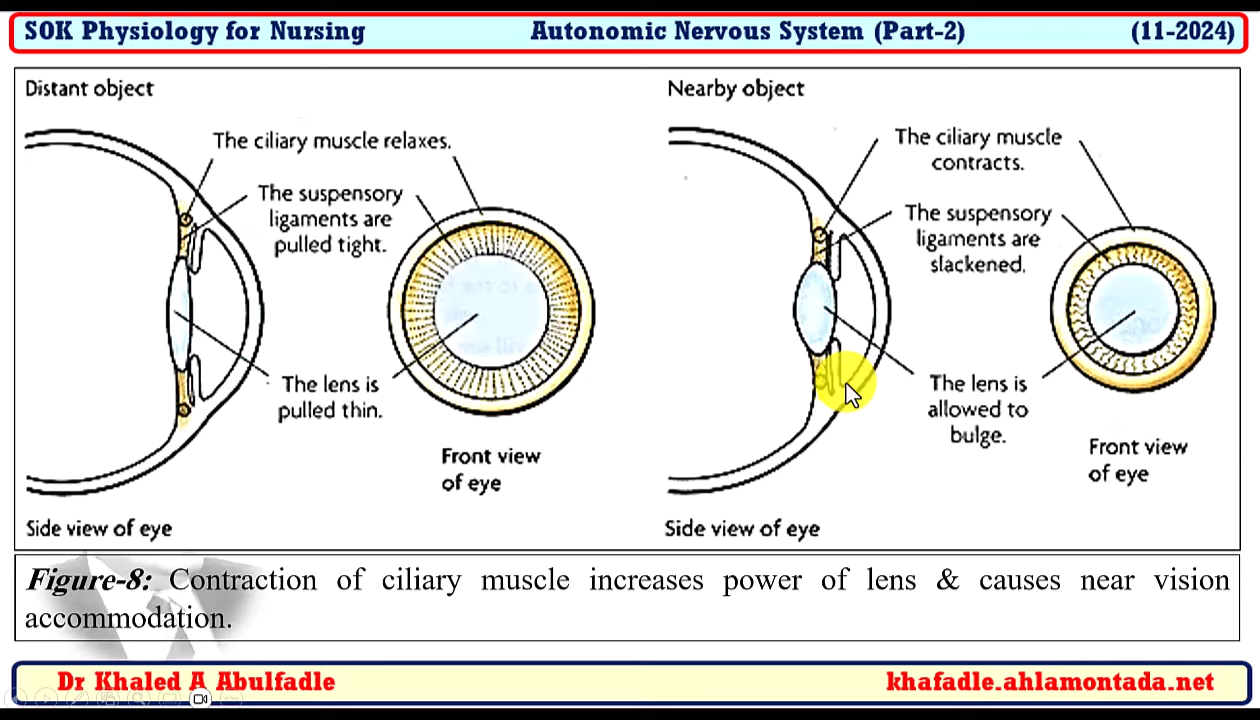 SOK Physiology for Nursing Autonomic Nervous System (Part-2) (11-2024)
Distant object
The ciliary muscle relaxes.
The suspensory
ligaments are
pulled tight.
The lens is
pulled thin.
Front view
of eye
Side view of eye
Nearby object
The ciliary muscle
contracts.
The suspensory
ligaments are
slackened.
The lens is
allowed to
bulge.
Front view
of eye
Side view of eye
Figure-8: Contraction of ciliary muscle increases power of lens & causes near vision
accommodation.
Dr Khaled A Abulfadle khafadle.ahlamontada.net